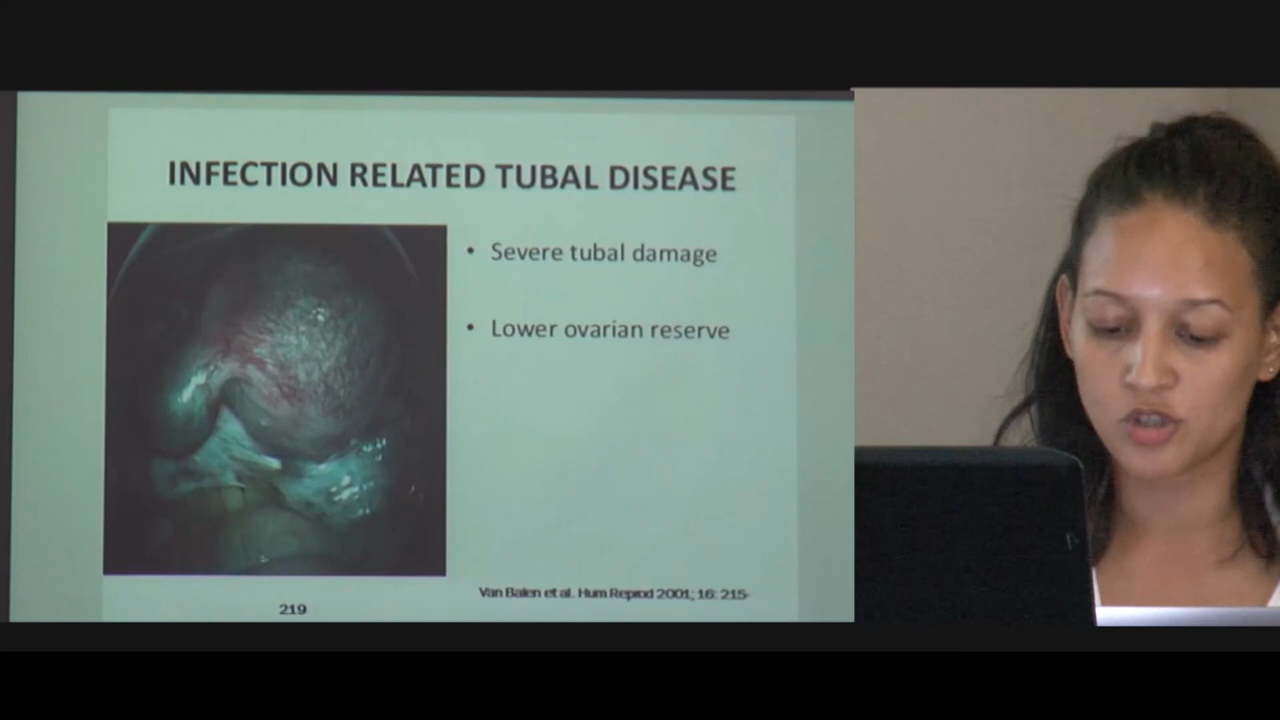 INFECTION RELATED TUBAL DISEASE
• Severe tubal damage
• Lower ovarian reserve
Van Balen et al. Hum Reprod 2001; 16: 215-
219